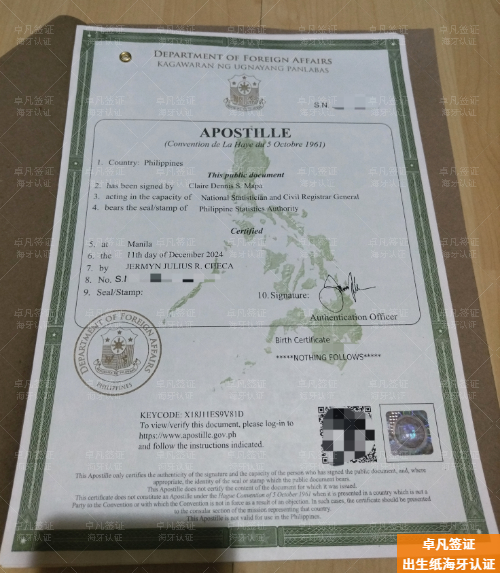 DEPARTMENT OF FOREIGN AFFAIRS
KAGAWARAN NG UGNAYANG PANLABAS
SN
APOSTILLE
(Convention de La Haye du 5 Octobre 1961)
1. Country: Philippines
This public document
2. has been signed by Claire Dennis S. Mapa
3. acting in the capacity of National Statistician and Civil Registrar General
4. bears the seal/stamp of Philippine Statistics Authority
Certified
5. at Manila
6. the 11th day of December 2024
7. by JERMYN JULIUS R. CHECA
8. No. S.I
9. Seal/Stamp:
10. Signature:
Authentication Officer
DEPARTMENT OF FOREIGN AFFAIRS
PHILIPPINES
Birth Certificate
*****NOTHING FOLLOWS*****
KEYCODE: X18J1ES9V81D
To view/verify this document, please log-in to
https://www.apostille.gov.ph
and follow the instructions indicated.
This Apostille only certifies the authenticity of the signature and the capacity of the person who has signed the public document, and, where
appropriate, the identity of the seal or stamp which the public document bears.
This Apostille does not certify the content of the document for which it was issued.
This certificate does not constitute an Apostille under the Hague Convention of 5 October 1961 when it is presented in a country which is not a
Party to the Convention or with which the Convention is not in force as a result of an objection. In such cases, the certificate should be presented to
the consular section of the mission representing that country.
This Apostille is not valid for use in the Philippines.
卓凡签证
海牙认证
卓凡签证
出生纸海牙认证